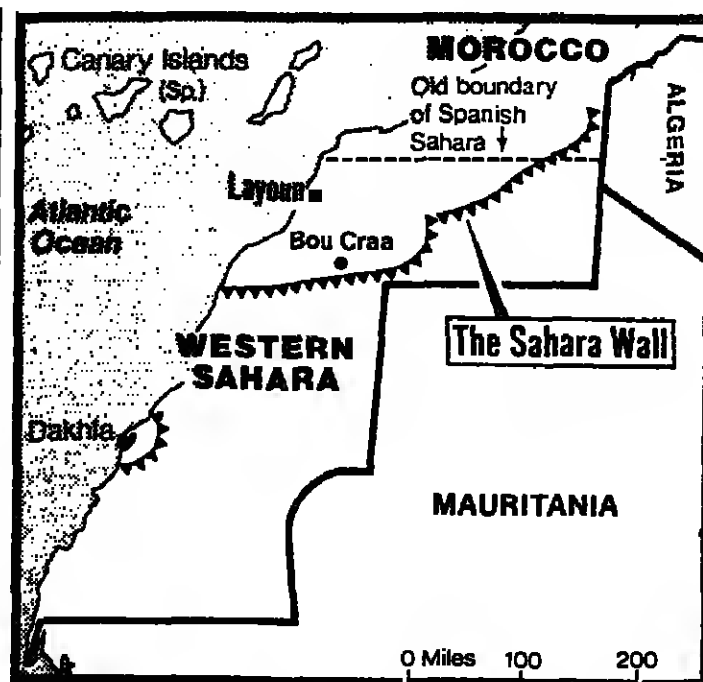 Canary Islands
(Sp.)
MOROCCO
Old boundary
of Spanish
Sahara
ALGERIA
Layoun
Atlantic
Ocean
Bou Craa
The Sahara Wall
WESTERN
SAHARA
Dakhla
MAURITANIA
0 Miles 100 200